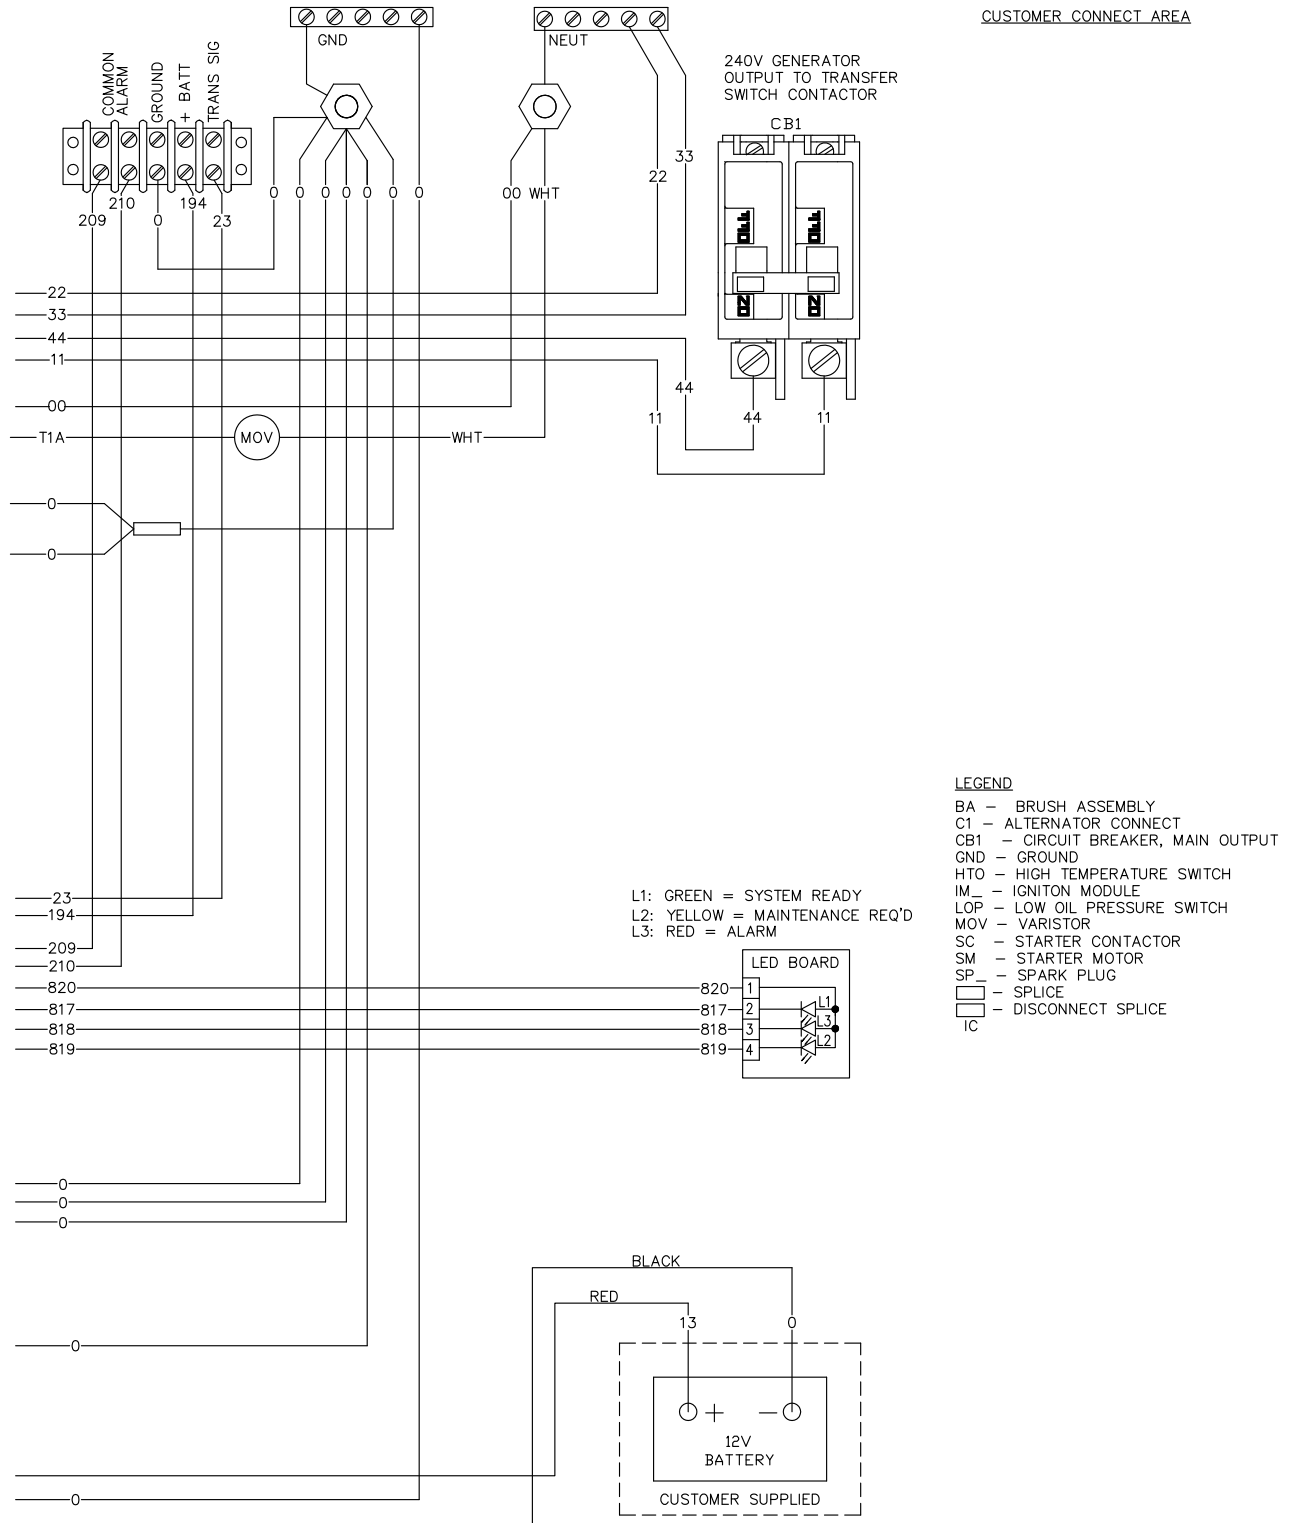 CUSTOMER CONNECT AREA
GND
NEUT
240V GENERATOR
OUTPUT TO TRANSFER
SWITCH CONTACTOR
CB1
COMMON
ALARM
GROUND
+ BATT
TRANS SIG
OFF
OFF
ON
ON
33
22
0 0 0 0 0 0 0
00 WHT
209
210
0
194
23
22
33
44
11
44
11
44
11
00
T1A
MOV
WHT
0
0
LEGEND
BA – BRUSH ASSEMBLY
C1 – ALTERNATOR CONNECT
CB1 – CIRCUIT BREAKER, MAIN OUTPUT
GND – GROUND
HTO – HIGH TEMPERATURE SWITCH
IM_ – IGNITON MODULE
LOP – LOW OIL PRESSURE SWITCH
MOV – VARISTOR
SC – STARTER CONTACTOR
SM – STARTER MOTOR
SP_ – SPARK PLUG
– SPLICE
– DISCONNECT SPLICE
IC
L1: GREEN = SYSTEM READY
L2: YELLOW = MAINTENANCE REQ'D
L3: RED = ALARM
LED BOARD
23
194
209
210
820
817
818
819
820 1
817 2 L1
818 3 L3
819 4 L2
0
0
0
BLACK
RED
13
0
0
+ –
12V
BATTERY
CUSTOMER SUPPLIED
0